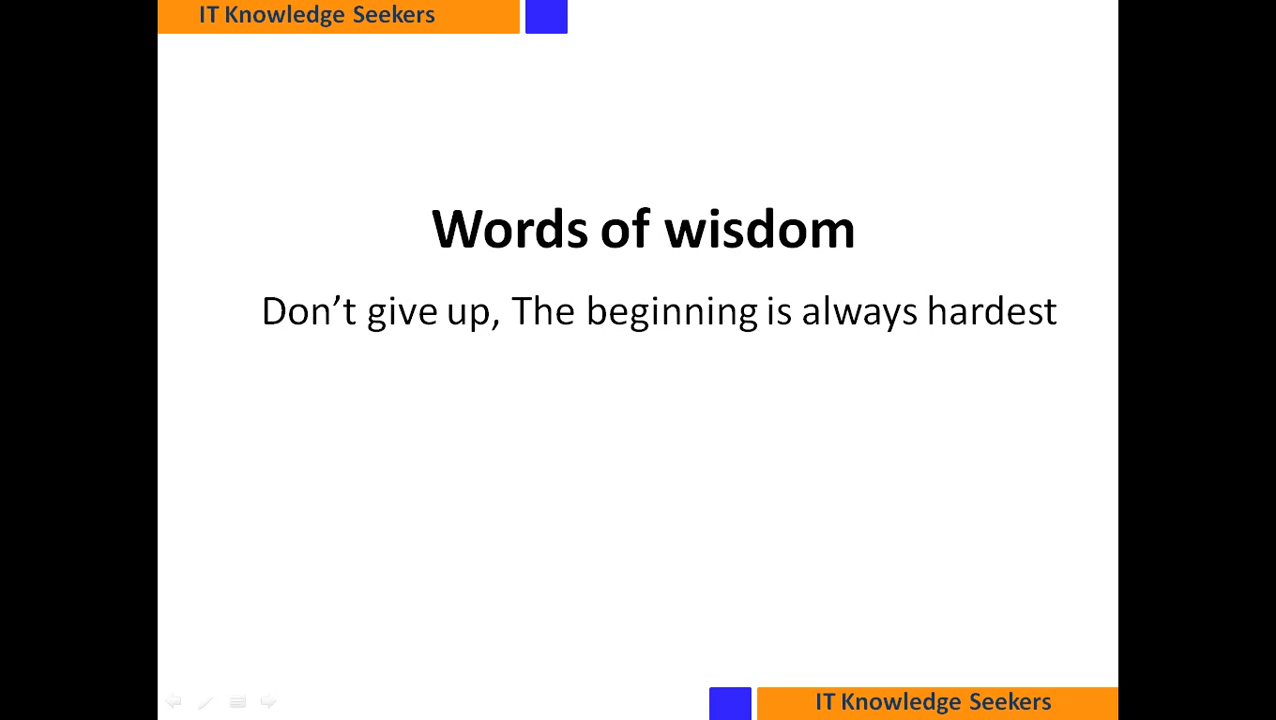 IT Knowledge Seekers
Words of wisdom
Don’t give up, The beginning is always hardest
IT Knowledge Seekers